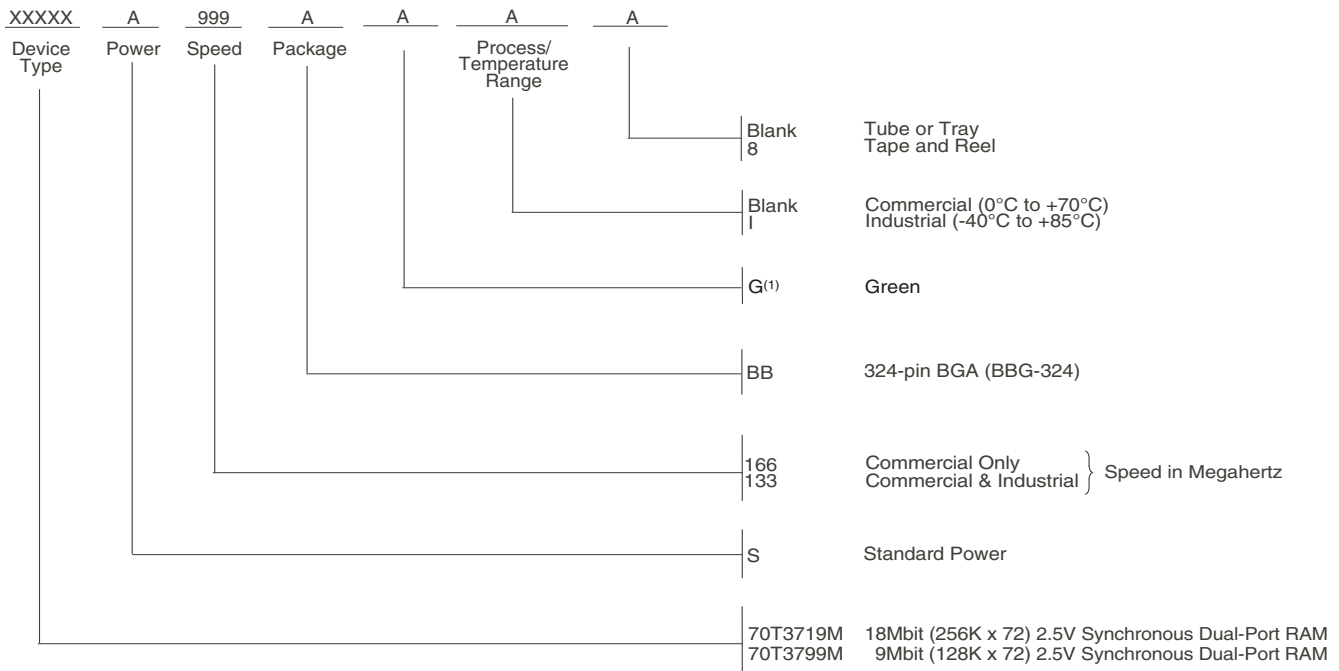 XXXXX A 999 A A A A
Device Type Power Speed Package Process/ Temperature Range
Blank Tube or Tray
8 Tape and Reel
Blank Commercial (0°C to +70°C)
I Industrial (-40°C to +85°C)
G(1) Green
BB 324-pin BGA (BBG-324)
166 Commercial Only
133 Commercial & Industrial
Speed in Megahertz
S Standard Power
70T3719M 18Mbit (256K x 72) 2.5V Synchronous Dual-Port RAM
70T3799M 9Mbit (128K x 72) 2.5V Synchronous Dual-Port RAM